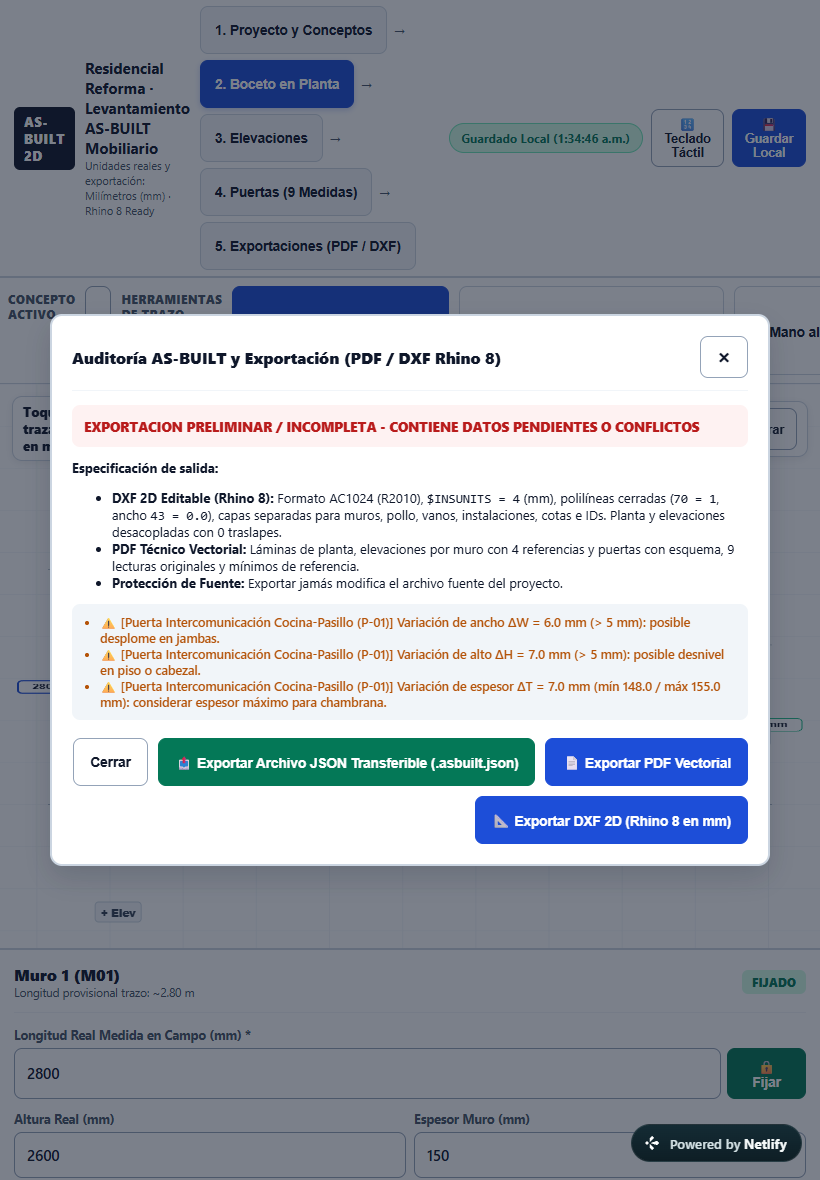 AS-
BUILT
2D
Residencial
Reforma ·
Levantamiento
AS-BUILT
Mobiliario
Unidades reales y
exportación:
Milímetros (mm) ·
Rhino 8 Ready
1. Proyecto y Conceptos →
2. Boceto en Planta →
3. Elevaciones →
4. Puertas (9 Medidas) →
5. Exportaciones (PDF / DXF)
Guardado Local (1:34:46 a.m.)
Teclado
Táctil
Guardar
Local
CONCEPTO
ACTIVO
HERRAMIENTAS
DE TRAZO
Mano al
Auditoría AS-BUILT y Exportación (PDF / DXF Rhino 8)
✕
EXPORTACION PRELIMINAR / INCOMPLETA - CONTIENE DATOS PENDIENTES O CONFLICTOS
Especificación de salida:
• DXF 2D Editable (Rhino 8): Formato AC1024 (R2010), $INSUNITS = 4 (mm), polilíneas cerradas (70 = 1,
ancho 43 = 0.0), capas separadas para muros, pollo, vanos, instalaciones, cotas e IDs. Planta y elevaciones
desacopladas con 0 traslapes.
• PDF Técnico Vectorial: Láminas de planta, elevaciones por muro con 4 referencias y puertas con esquema, 9
lecturas originales y mínimos de referencia.
• Protección de Fuente: Exportar jamás modifica el archivo fuente del proyecto.
• ⚠️ [Puerta Intercomunicación Cocina-Pasillo (P-01)] Variación de ancho ΔW = 6.0 mm (> 5 mm): posible
desplome en jambas.
• ⚠️ [Puerta Intercomunicación Cocina-Pasillo (P-01)] Variación de alto ΔH = 7.0 mm (> 5 mm): posible desnivel
en piso o cabezal.
• ⚠️ [Puerta Intercomunicación Cocina-Pasillo (P-01)] Variación de espesor ΔT = 7.0 mm (mín 148.0 / máx 155.0
mm): considerar espesor máximo para chambrana.
Cerrar
Exportar Archivo JSON Transferible (.asbuilt.json)
Exportar PDF Vectorial
Exportar DXF 2D (Rhino 8 en mm)
+ Elev
Muro 1 (M01)
Longitud provisional trazo: ~2.80 m
FIJADO
Longitud Real Medida en Campo (mm) *
2800
Fijar
Altura Real (mm)
Espesor Muro (mm)
2600
150
Powered by Netlify